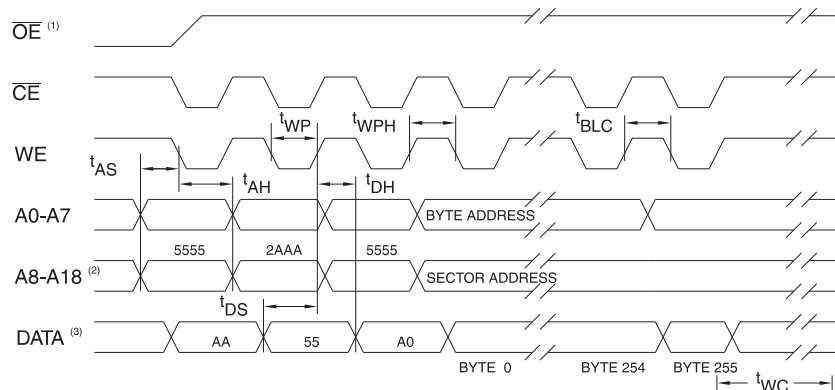 OE (1)
CE
tWP tWPH tBLC
WE
tAS
tAH tDH
A0-A7 BYTE ADDRESS
5555 2AAA 5555
A8-A18 (2) SECTOR ADDRESS
tDS
DATA (3) AA 55 A0
BYTE 0 BYTE 254 BYTE 255
tWC